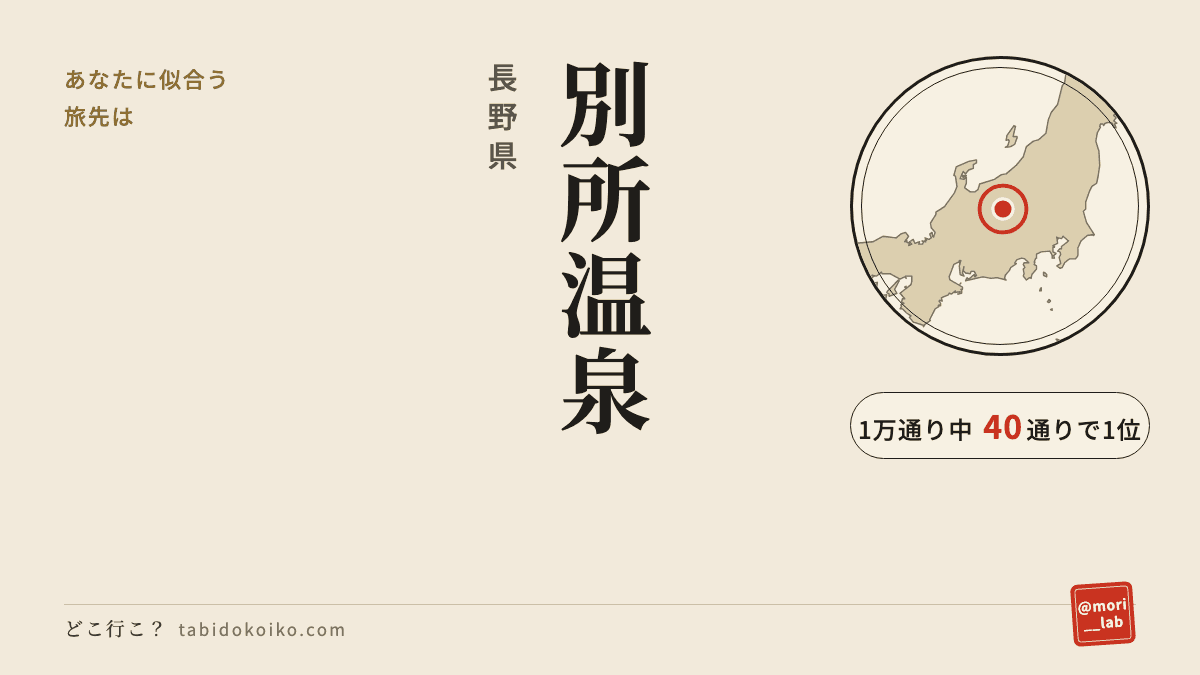 あなたに似合う
旅先は
別所温泉
長野県
1万通り中 40通りで1位
どこ行こ? tabidokoiko.com
@mori
__lab